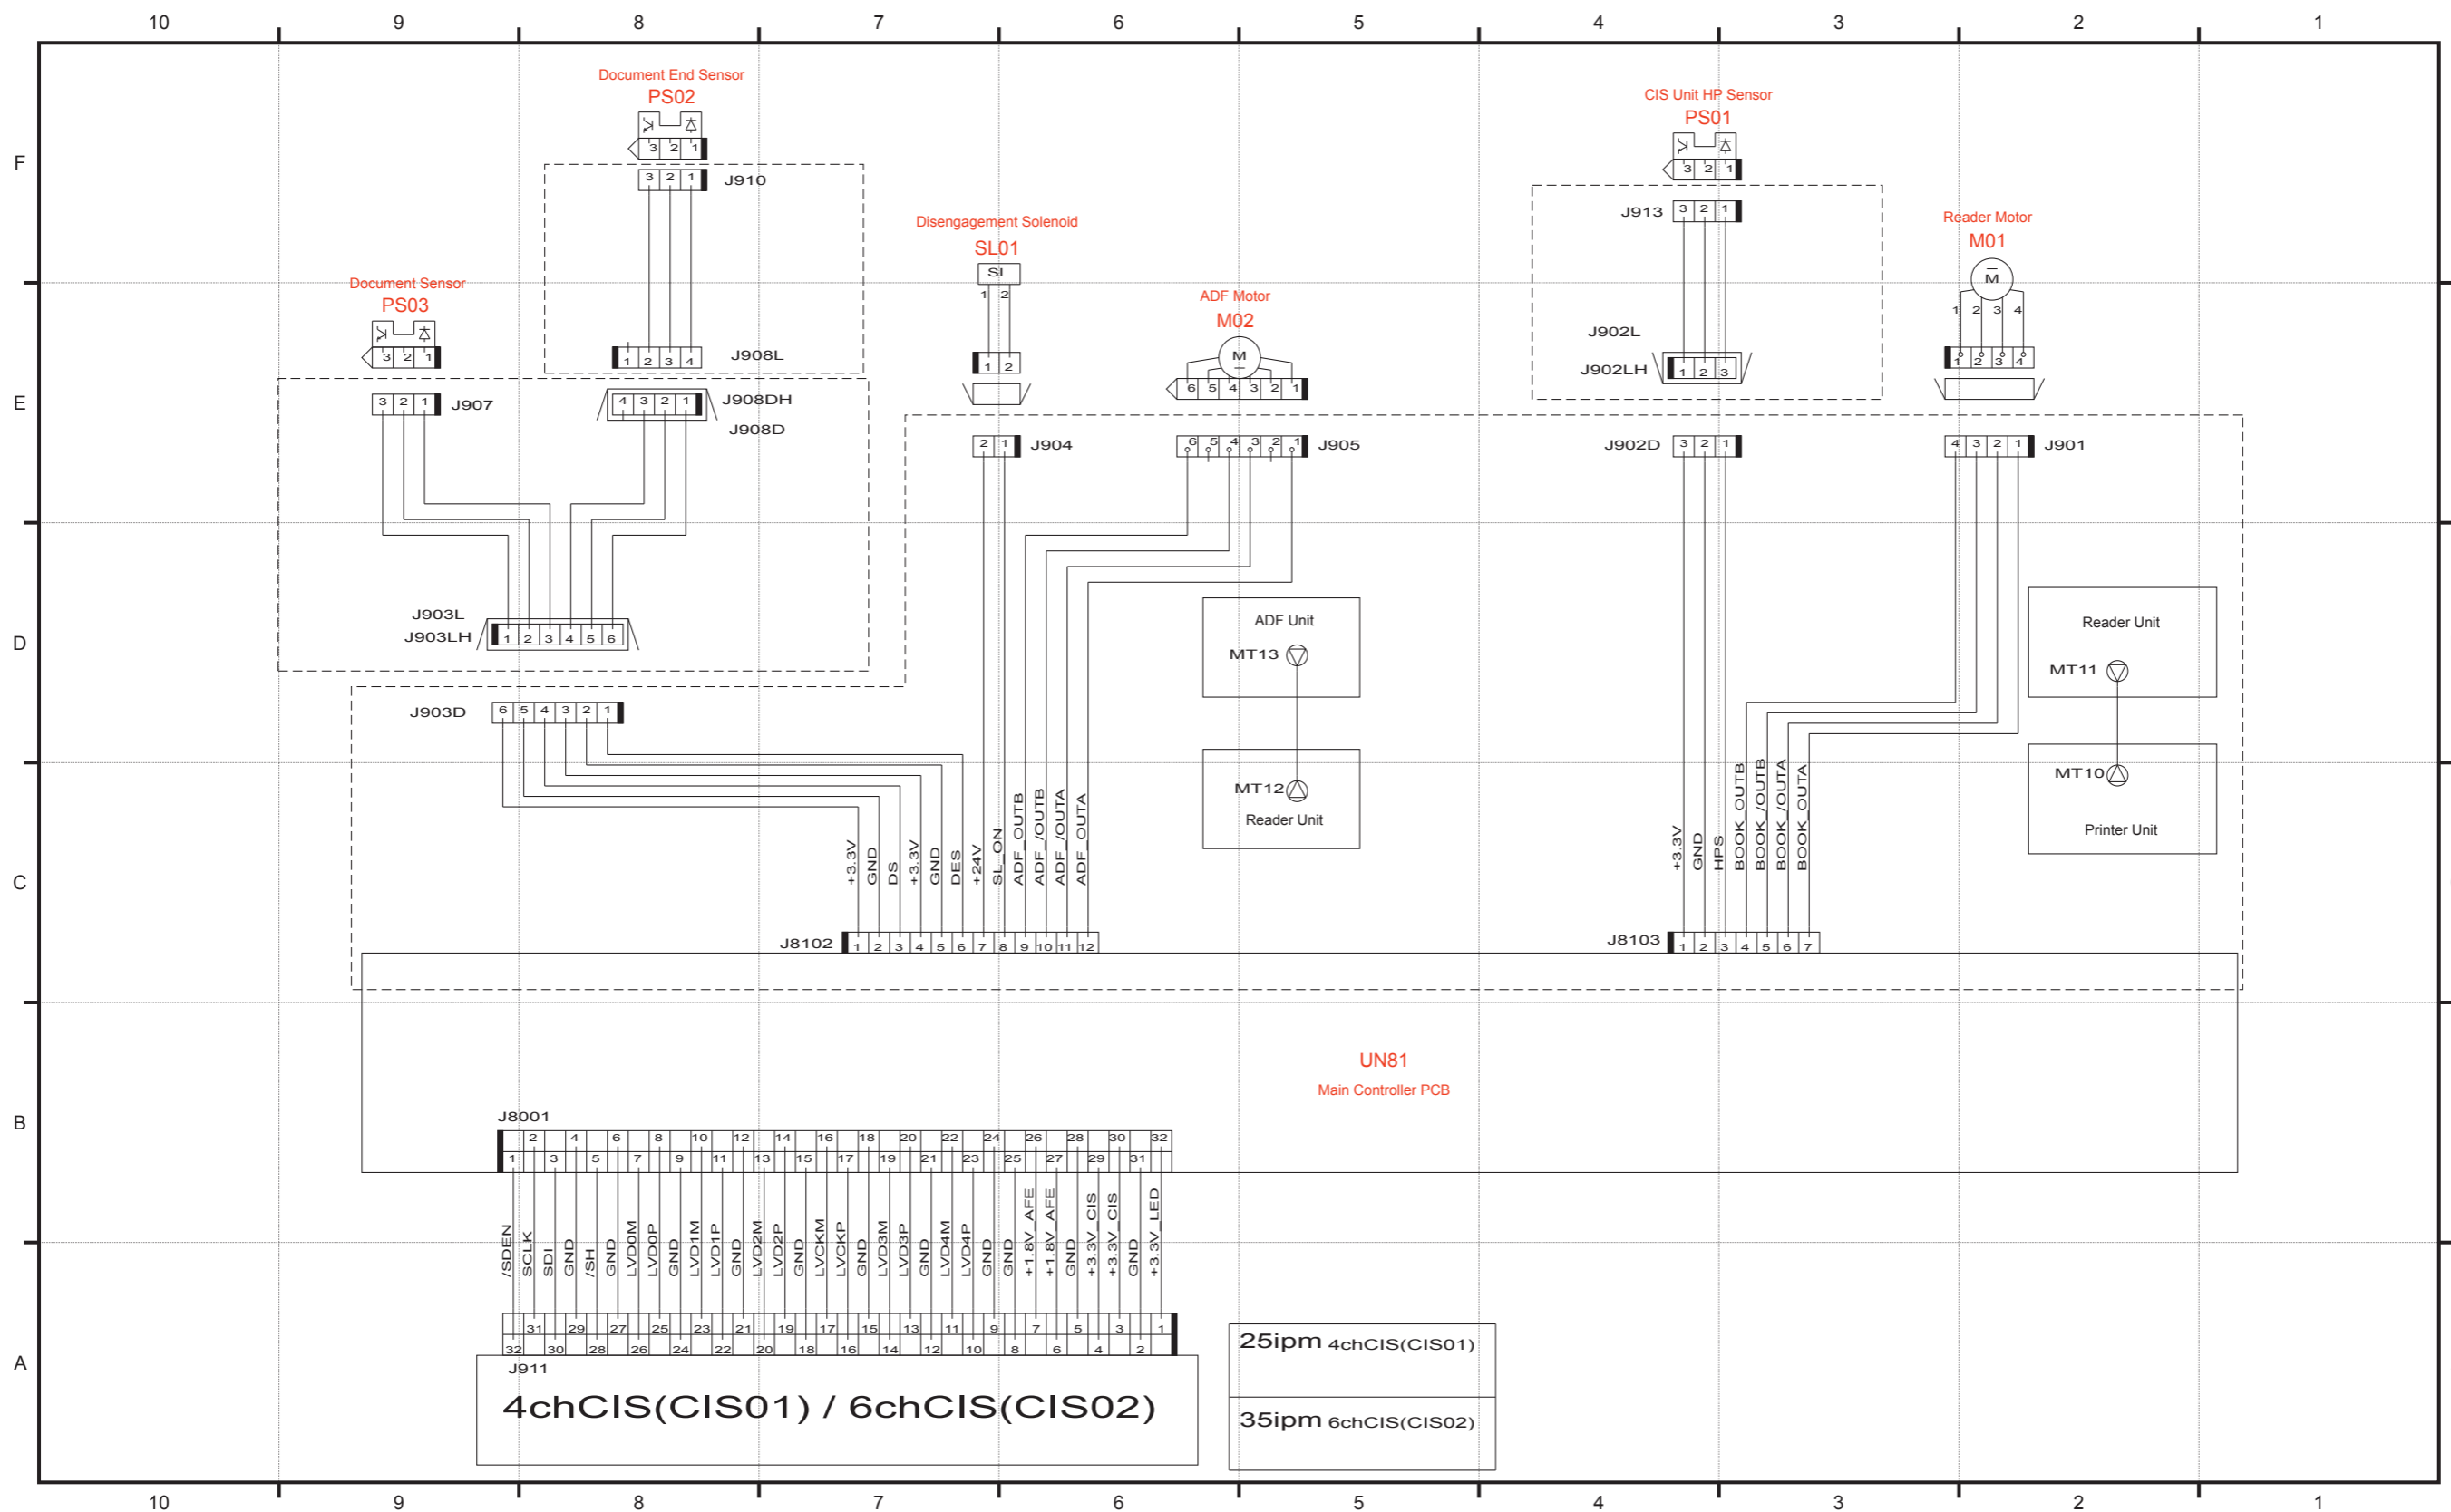 10 9 8 7 6 5 4 3 2 1
Document End Sensor
PS02
3 2 1
3 2 1 J910
CIS Unit HP Sensor
PS01
3 2 1
F
J913 3 2 1
Disengagement Solenoid
SL01
SL
1 2
1 2
Reader Motor
M01
M
1 2 3 4
1 2 3 4
Document Sensor
PS03
3 2 1
1 2 3 4 J908L
ADF Motor
M02
M
6 5 4 3 2 1
J902L
J902LH 1 2 3
E
3 2 1 J907
4 3 2 1 J908DH
J908D
2 1 J904
6 5 4 3 2 1 J905
J902D 3 2 1
4 3 2 1 J901
D
J903L
J903LH 1 2 3 4 5 6
ADF Unit
MT13
Reader Unit
MT11
J903D 6 5 4 3 2 1
MT12
Reader Unit
MT10
Printer Unit
C
+3.3V
GND
DS
+3.3V
GND
DES
+24V
SL_ON
ADF_OUTB
ADF_/OUTB
ADF_/OUTA
ADF_OUTA
+3.3V
GND
HPS
BOOK_OUTB
BOOK_/OUTB
BOOK_/OUTA
BOOK_OUTA
J8102 1 2 3 4 5 6 7 8 9 10 11 12
J8103 1 2 3 4 5 6 7
UN81
Main Controller PCB
B
J8001
2 4 6 8 10 12 14 16 18 20 22 24 26 28 30 32
1 3 5 7 9 11 13 15 17 19 21 23 25 27 29 31
/SDEN
SCLK
SDI
GND
/SH
GND
LVD0M
LVD0P
GND
LVD1M
LVD1P
GND
LVD2M
LVD2P
GND
LVCKM
LVCKP
GND
LVD3M
LVD3P
GND
LVD4M
LVD4P
GND
GND
+1.8V_AFE
+1.8V_AFE
GND
+3.3V_CIS
+3.3V_CIS
GND
+3.3V_LED
A
31 29 27 25 23 21 19 17 15 13 11 9 7 5 3 1
32 30 28 26 24 22 20 18 16 14 12 10 8 6 4 2
J911
4chCIS(CIS01) / 6chCIS(CIS02)
25ipm 4chCIS(CIS01)
35ipm 6chCIS(CIS02)
10 9 8 7 6 5 4 3 2 1